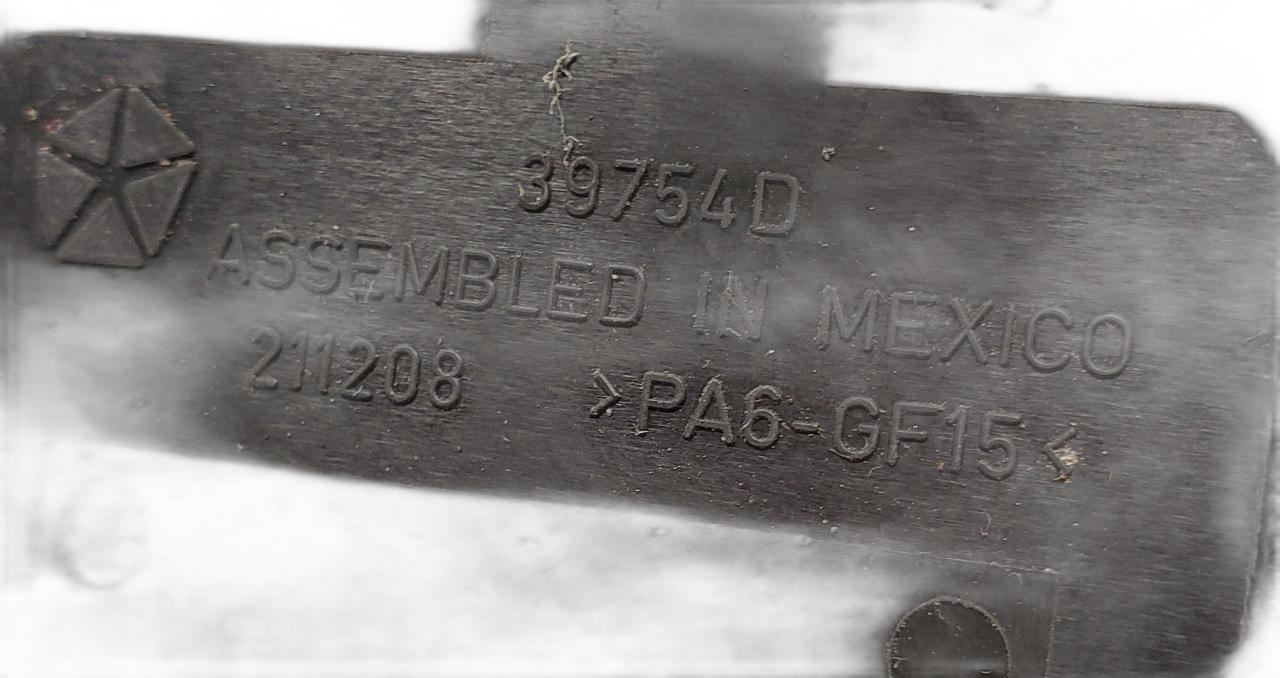 39754D
ASSEMBLED IN MEXICO
211208 >PA6-GF15<